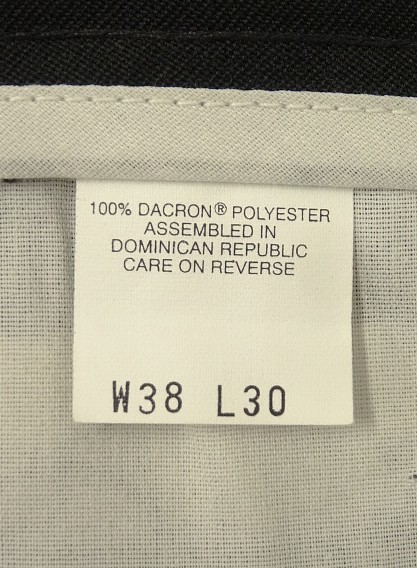 100% DACRON® POLYESTER
ASSEMBLED IN
DOMINICAN REPUBLIC
CARE ON REVERSE
W38 L30